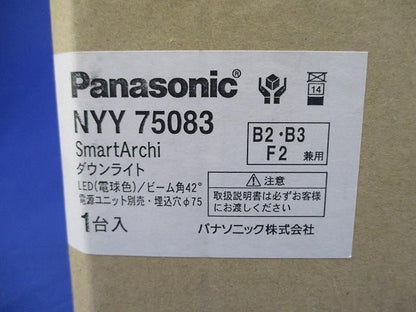 Panasonic®
14
NYY 75083
B2・B3
F2 兼用
SmartArchi
ダウンライト
LED(電球色)/ビーム角42°
電源ユニット別売・埋込穴φ75
1台入
⚠注意
取扱説明書は必ずお客様
にお渡しください
パナソニック株式会社